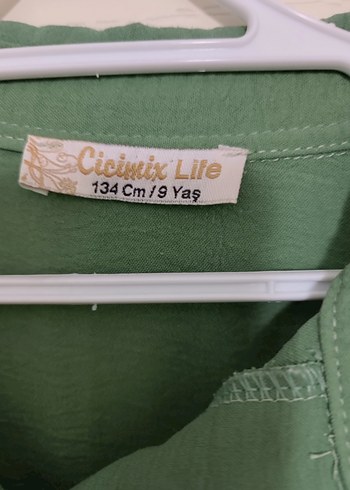 Cicimix Life
134 Cm / 9 Yaş